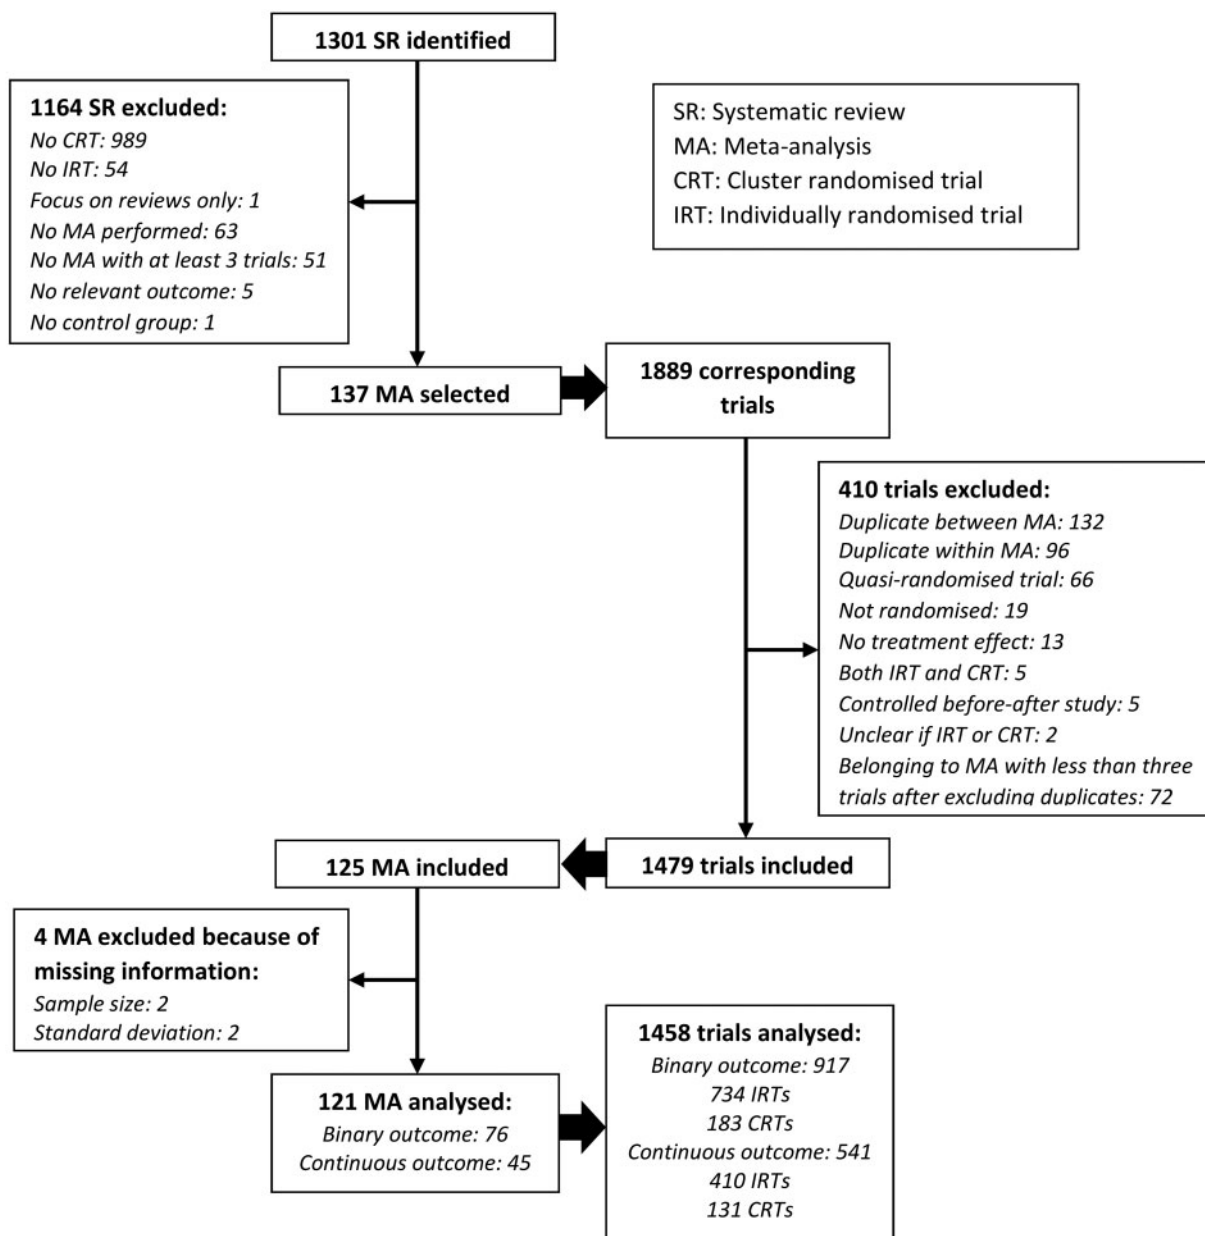 1301 SR identified
1164 SR excluded:
No CRT: 989
No IRT: 54
Focus on reviews only: 1
No MA performed: 63
No MA with at least 3 trials: 51
No relevant outcome: 5
No control group: 1
SR: Systematic review
MA: Meta-analysis
CRT: Cluster randomised trial
IRT: Individually randomised trial
137 MA selected
1889 corresponding
trials
410 trials excluded:
Duplicate between MA: 132
Duplicate within MA: 96
Quasi-randomised trial: 66
Not randomised: 19
No treatment effect: 13
Both IRT and CRT: 5
Controlled before-after study: 5
Unclear if IRT or CRT: 2
Belonging to MA with less than three
trials after excluding duplicates: 72
125 MA included
1479 trials included
4 MA excluded because of
missing information:
Sample size: 2
Standard deviation: 2
121 MA analysed:
Binary outcome: 76
Continuous outcome: 45
1458 trials analysed:
Binary outcome: 917
734 IRTs
183 CRTs
Continuous outcome: 541
410 IRTs
131 CRTs